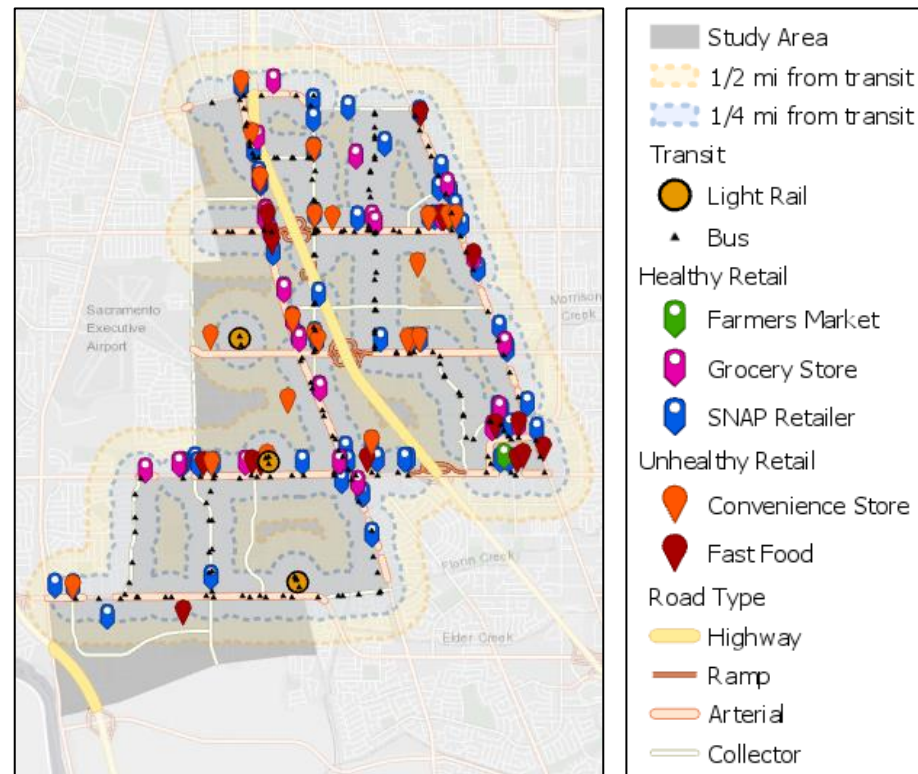 Sacramento
Executive
Airport
Morrison
Creek
Florin Creek
Elder Creek
Study Area
1/2 mi from transit
1/4 mi from transit
Transit
Light Rail
Bus
Healthy Retail
Farmers Market
Grocery Store
SNAP Retailer
Unhealthy Retail
Convenience Store
Fast Food
Road Type
Highway
Ramp
Arterial
Collector